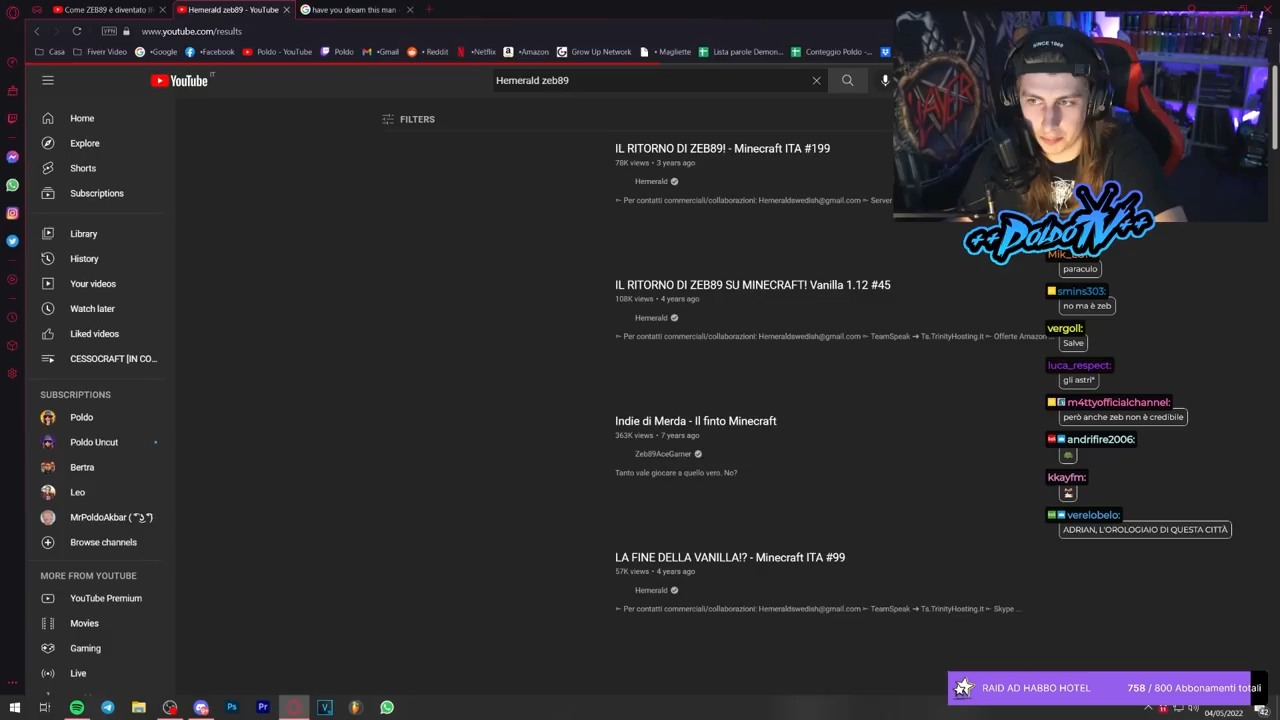 Come ZEB89 è diventato IR
Hemerald zeb89 - YouTube
have you dream this man -
VPN
www.youtube.com/results
Casa
Fiverr Video
Google
Facebook
Poldo - YouTube
Poldo
Gmail
Reddit
Netflix
Amazon
Grow Up Network
Magliette
Lista parole Demon...
Conteggio Poldo -...
YouTube IT
Hemerald zeb89
SINCE 1969
FILTERS
Home
Explore
Shorts
Subscriptions
Library
History
Your videos
Watch later
Liked videos
CESSOCRAFT [IN CO...
SUBSCRIPTIONS
Poldo
Poldo Uncut
Bertra
Leo
MrPoldoAkbar ( ͡° ͜ʖ ͡°)
Browse channels
MORE FROM YOUTUBE
YouTube Premium
Movies
Gaming
Live
IL RITORNO DI ZEB89! - Minecraft ITA #199
78K views • 3 years ago
Hemerald
➳ Per contatti commerciali/collaborazioni: Hemeraldswedish@gmail.com ➳ Server
IL RITORNO DI ZEB89 SU MINECRAFT! Vanilla 1.12 #45
108K views • 4 years ago
Hemerald
➳ Per contatti commerciali/collaborazioni: Hemeraldswedish@gmail.com ➳ TeamSpeak ➜ Ts.TrinityHosting.It ➳ Offerte Amazon ...
Indie di Merda - Il finto Minecraft
363K views • 7 years ago
Zeb89AceGamer
Tanto vale giocare a quello vero. No?
LA FINE DELLA VANILLA!? - Minecraft ITA #99
57K views • 4 years ago
Hemerald
➳ Per contatti commerciali/collaborazioni: Hemeraldswedish@gmail.com ➳ TeamSpeak ➜ Ts.TrinityHosting.It ➳ Skype ...
++ POLDO TV ++
paraculo
smins303:
no ma è zeb
vergoll:
Salve
luca_respect:
gli astri*
m4ttyofficialchannel:
però anche zeb non è credibile
andrifire2006:
kkayfm:
verelobelo:
ADRIAN, L'OROLOGIAIO DI QUESTA CITTÀ
RAID AD HABBO HOTEL
758 / 800 Abbonamenti totali
04/05/2022
42